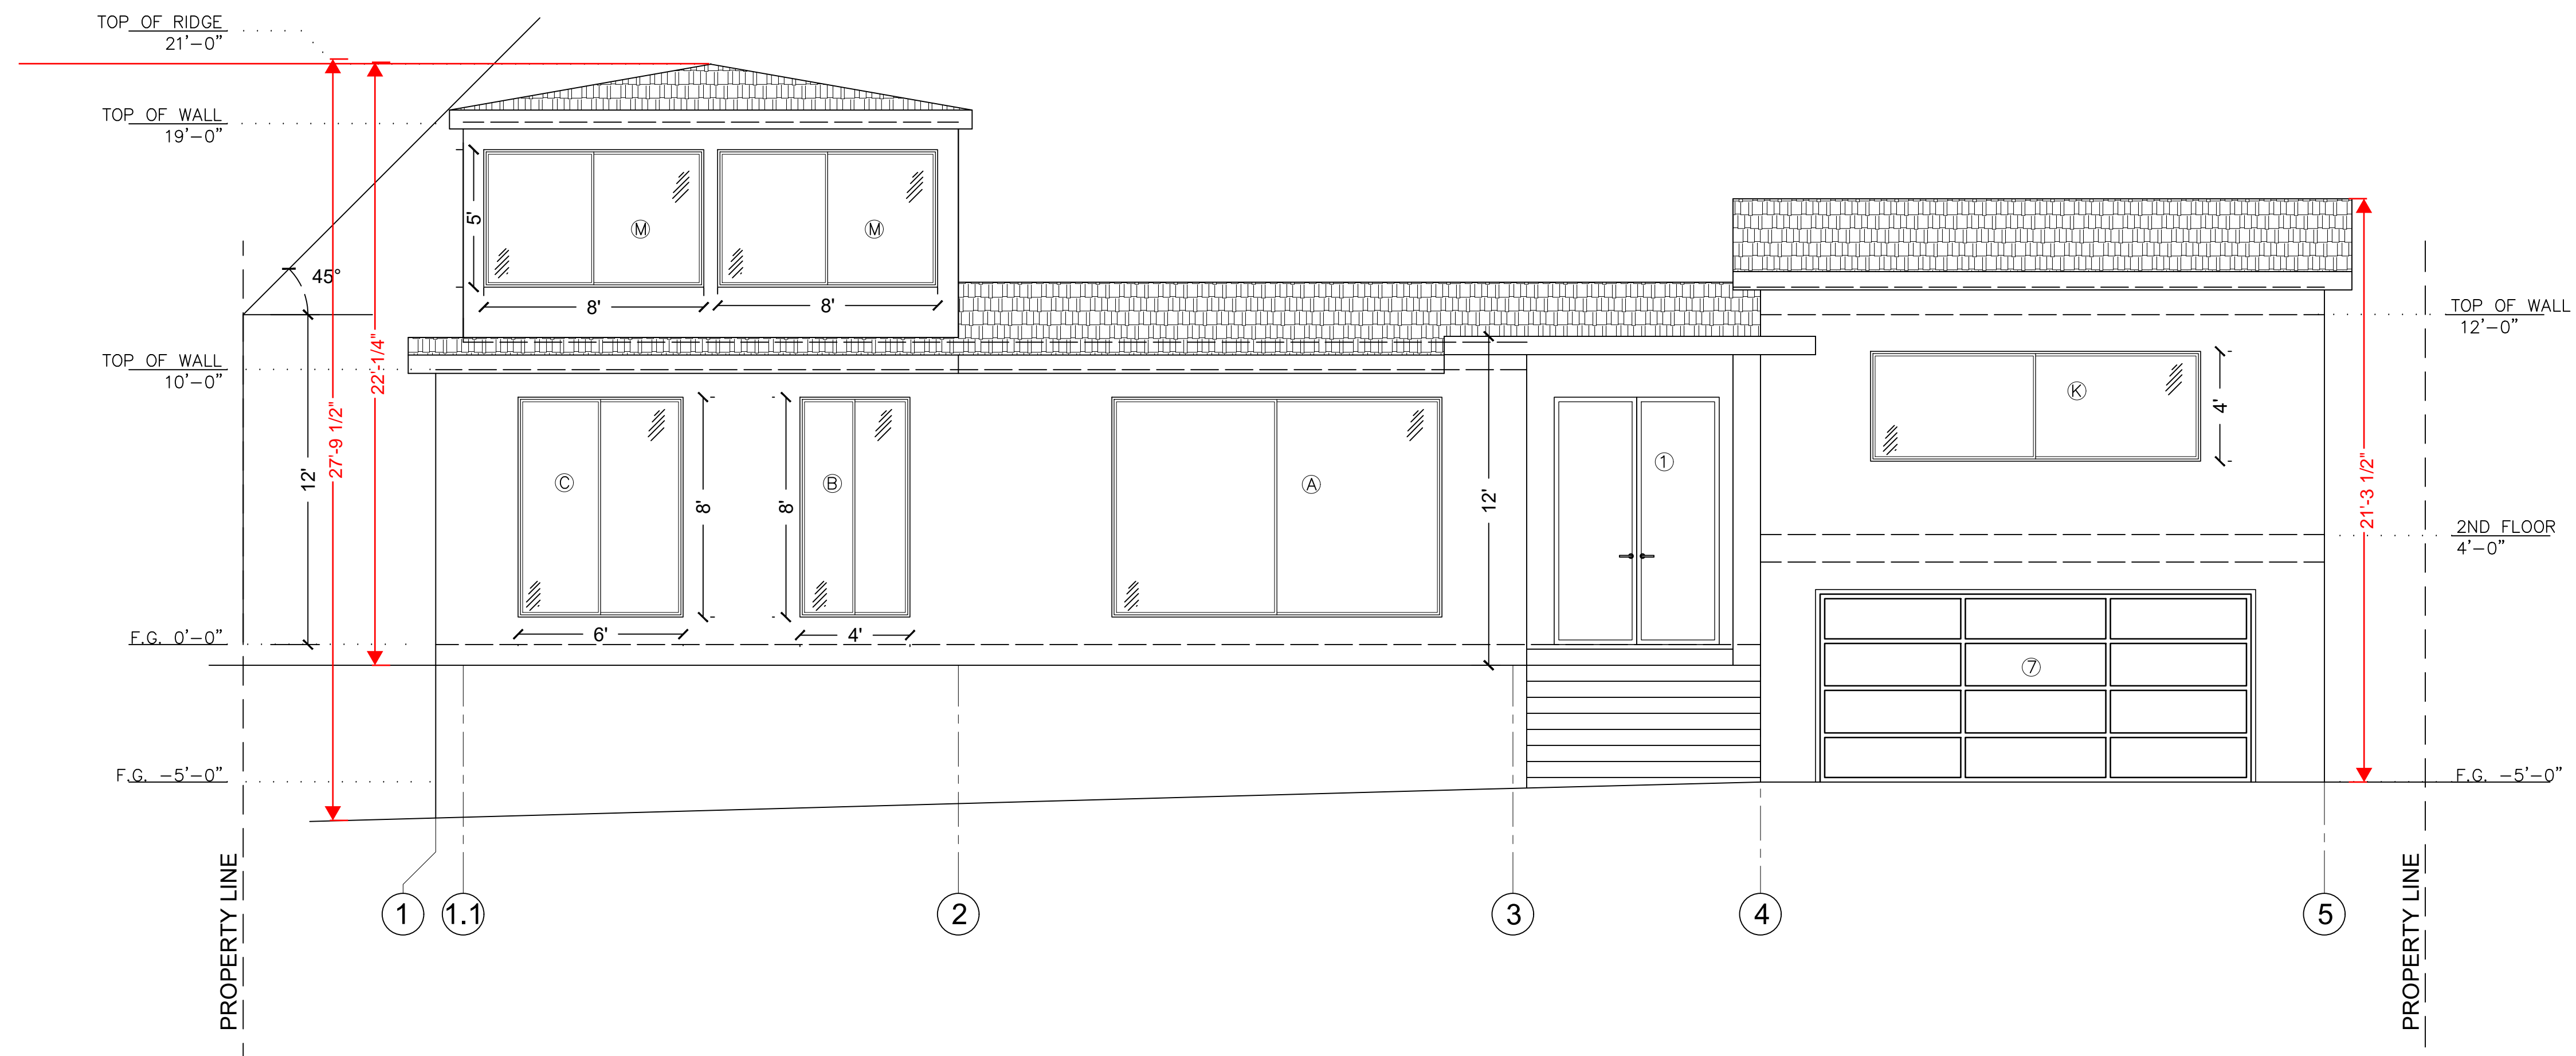 TOP OF RIDGE
21'-0"
TOP OF WALL
19'-0"
5'
M
M
45°
8'
8'
TOP OF WALL
12'-0"
22'-1/4"
TOP OF WALL
10'-0"
27'-9 1/2"
12'
C
8'
8'
B
A
12'
1
K
4'
21'-3 1/2"
2ND FLOOR
4'-0"
F.G. 0'-0"
6'
4'
7
F.G. -5'-0"
F.G. -5'-0"
PROPERTY LINE
PROPERTY LINE
1
1.1
2
3
4
5